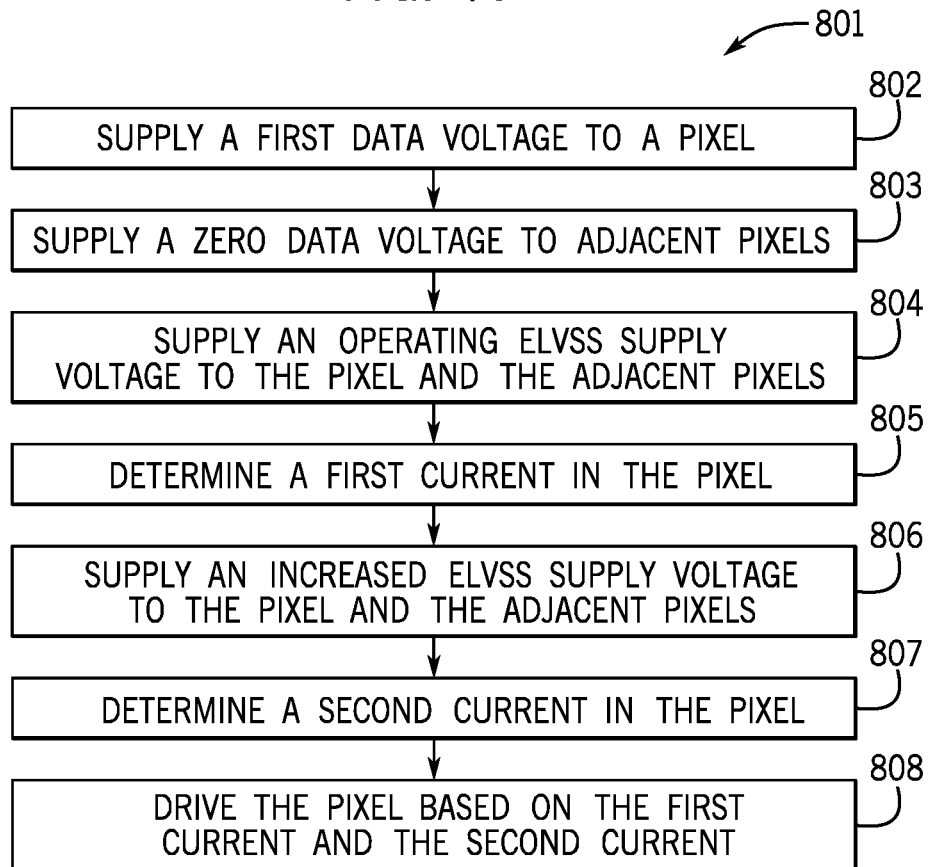 801
802
SUPPLY A FIRST DATA VOLTAGE TO A PIXEL
803
SUPPLY A ZERO DATA VOLTAGE TO ADJACENT PIXELS
804
SUPPLY AN OPERATING ELVSS SUPPLY
VOLTAGE TO THE PIXEL AND THE ADJACENT PIXELS
805
DETERMINE A FIRST CURRENT IN THE PIXEL
806
SUPPLY AN INCREASED ELVSS SUPPLY VOLTAGE
TO THE PIXEL AND THE ADJACENT PIXELS
807
DETERMINE A SECOND CURRENT IN THE PIXEL
808
DRIVE THE PIXEL BASED ON THE FIRST
CURRENT AND THE SECOND CURRENT